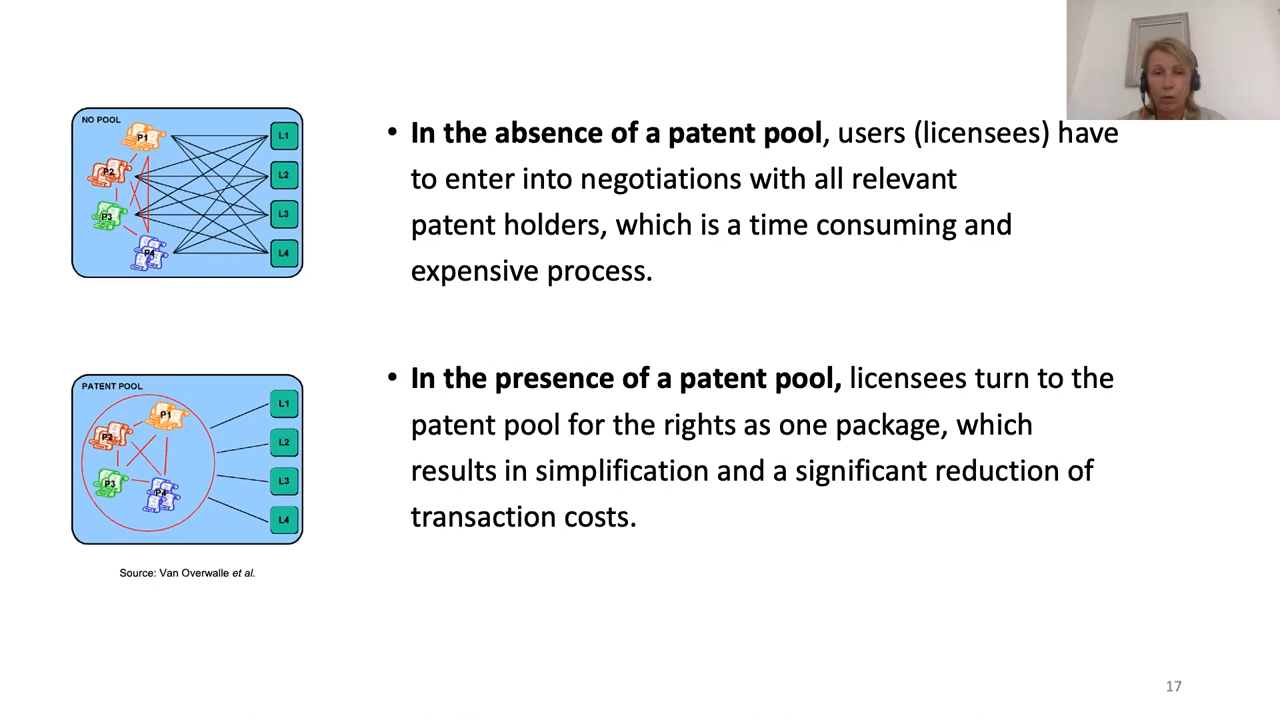 NO POOL
P1
P2
P3
P4
L1
L2
L3
L4
• In the absence of a patent pool, users (licensees) have
to enter into negotiations with all relevant
patent holders, which is a time consuming and
expensive process.
PATENT POOL
P1
P2
P3
P4
L1
L2
L3
L4
• In the presence of a patent pool, licensees turn to the
patent pool for the rights as one package, which
results in simplification and a significant reduction of
transaction costs.
Source: Van Overwalle et al.
17